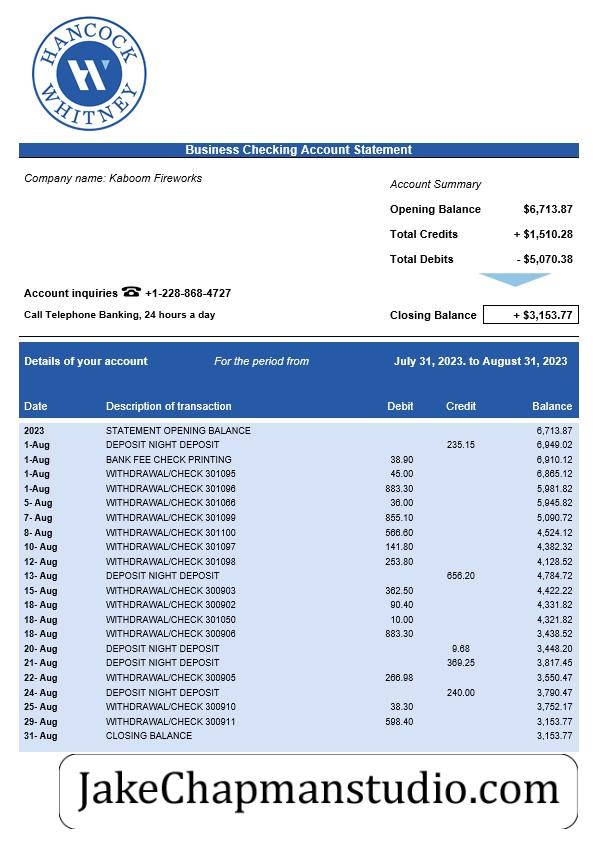 HANCOCK
WHITNEY
Business Checking Account Statement
Company name: Kaboom Fireworks
Account Summary
Opening Balance $6,713.87
Total Credits + $1,510.28
Total Debits - $5,070.38
Account inquiries ☎ +1-228-868-4727
Call Telephone Banking, 24 hours a day
Closing Balance + $3,153.77
Details of your account For the period from July 31, 2023. to August 31, 2023
Date Description of transaction Debit Credit Balance
2023 STATEMENT OPENING BALANCE 6,713.87
1-Aug DEPOSIT NIGHT DEPOSIT 235.15 6,949.02
1-Aug BANK FEE CHECK PRINTING 38.90 6,910.12
1-Aug WITHDRAWAL/CHECK 301095 45.00 6,865.12
1-Aug WITHDRAWAL/CHECK 301096 883.30 5,981.82
5- Aug WITHDRAWAL/CHECK 301066 36.00 5,945.82
7- Aug WITHDRAWAL/CHECK 301099 855.10 5,090.72
8- Aug WITHDRAWAL/CHECK 301100 566.60 4,524.12
10- Aug WITHDRAWAL/CHECK 301097 141.80 4,382.32
12- Aug WITHDRAWAL/CHECK 301098 253.80 4,128.52
13- Aug DEPOSIT NIGHT DEPOSIT 656.20 4,784.72
15- Aug WITHDRAWAL/CHECK 300903 362.50 4,422.22
18- Aug WITHDRAWAL/CHECK 300902 90.40 4,331.82
18- Aug WITHDRAWAL/CHECK 301050 10.00 4,321.82
18- Aug WITHDRAWAL/CHECK 300906 883.30 3,438.52
20- Aug DEPOSIT NIGHT DEPOSIT 9.68 3,448.20
21- Aug DEPOSIT NIGHT DEPOSIT 369.25 3,817.45
22- Aug WITHDRAWAL/CHECK 300905 266.98 3,550.47
24- Aug DEPOSIT NIGHT DEPOSIT 240.00 3,790.47
25- Aug WITHDRAWAL/CHECK 300910 38.30 3,752.17
29- Aug WITHDRAWAL/CHECK 300911 598.40 3,153.77
31- Aug CLOSING BALANCE 3,153.77
JakeChapmanstudio.com